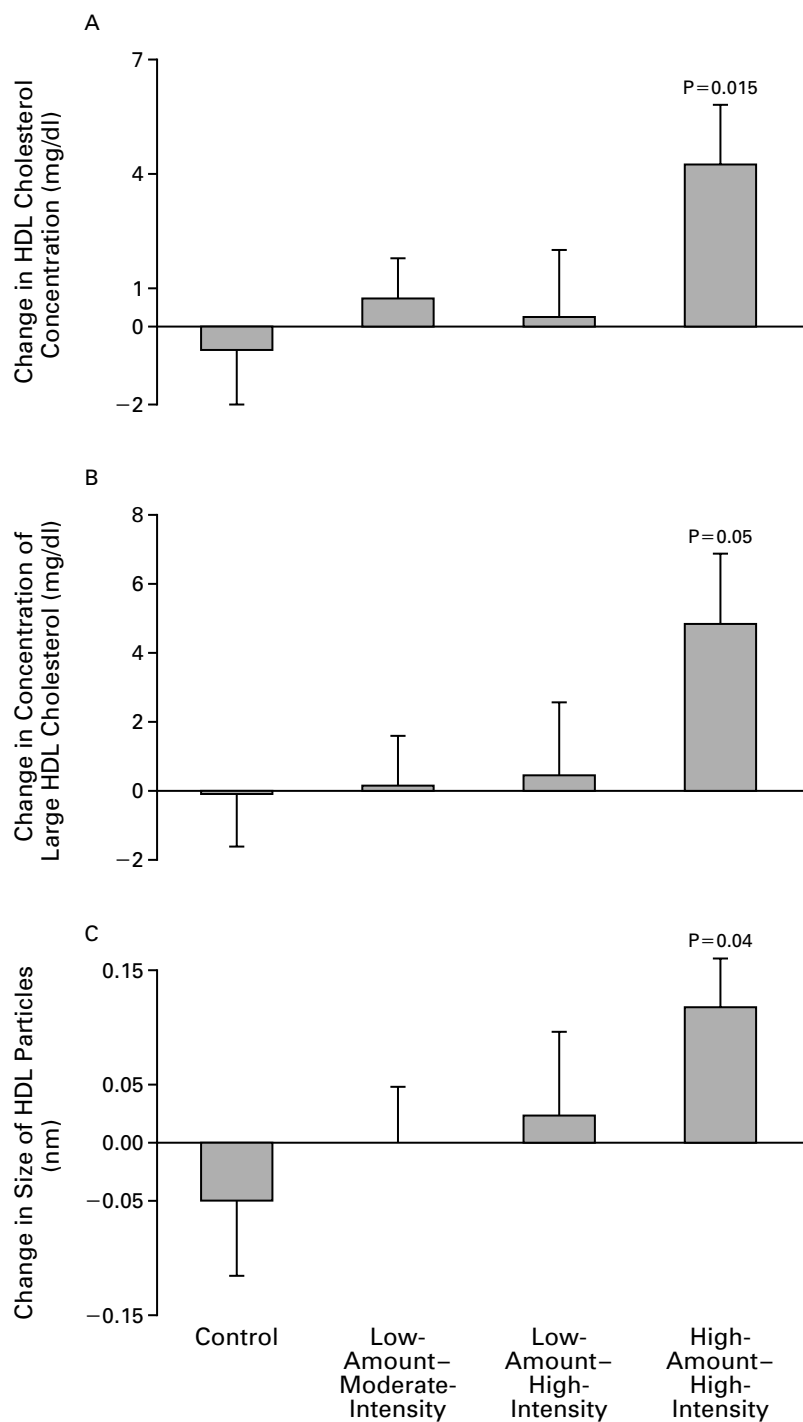 A
Change in HDL Cholesterol
Concentration (mg/dl)
7
4
1
0
−2
P=0.015
B
Change in Concentration of
Large HDL Cholesterol (mg/dl)
8
6
4
2
0
−2
P=0.05
C
Change in Size of HDL Particles
(nm)
0.15
0.05
0.00
−0.05
−0.15
P=0.04
Control
Low-
Amount–
Moderate-
Intensity
Low-
Amount–
High-
Intensity
High-
Amount–
High-
Intensity